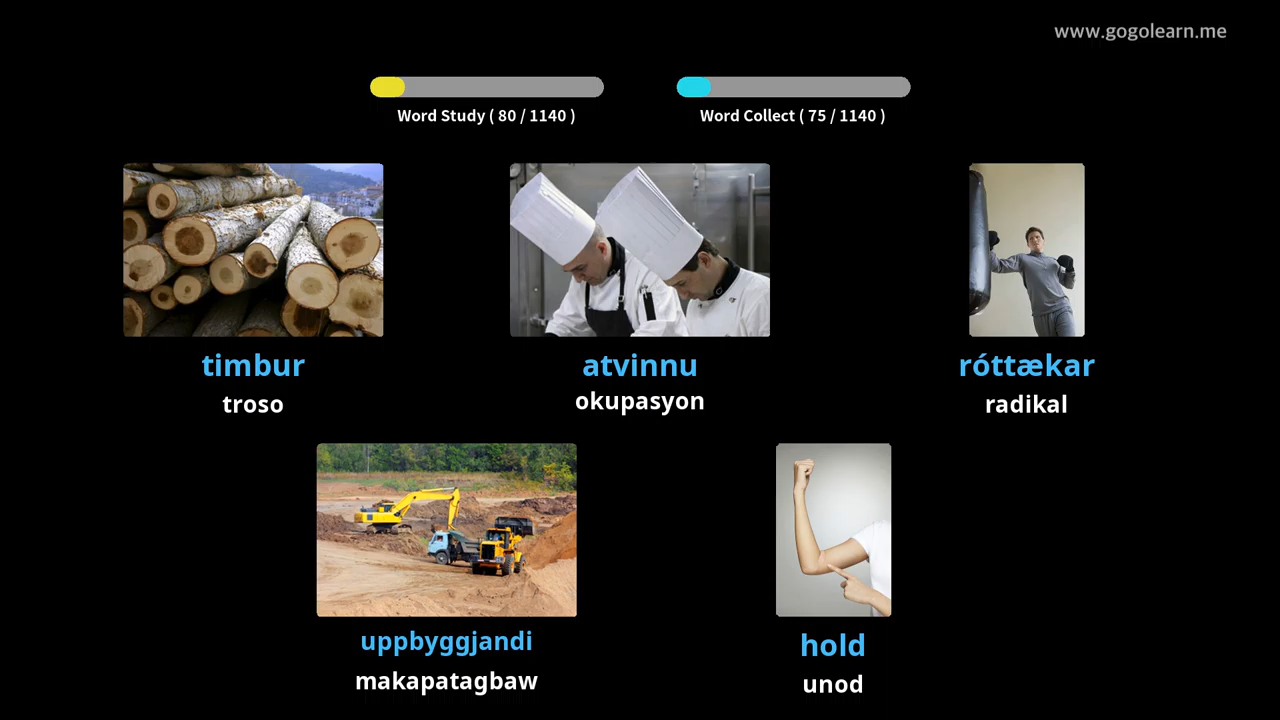 www.gogolearn.me
Word Study ( 80 / 1140 )
Word Collect ( 75 / 1140 )
timbur
troso
atvinnu
okupasyon
róttækar
radikal
uppbyggjandi
makapatagbaw
hold
unod